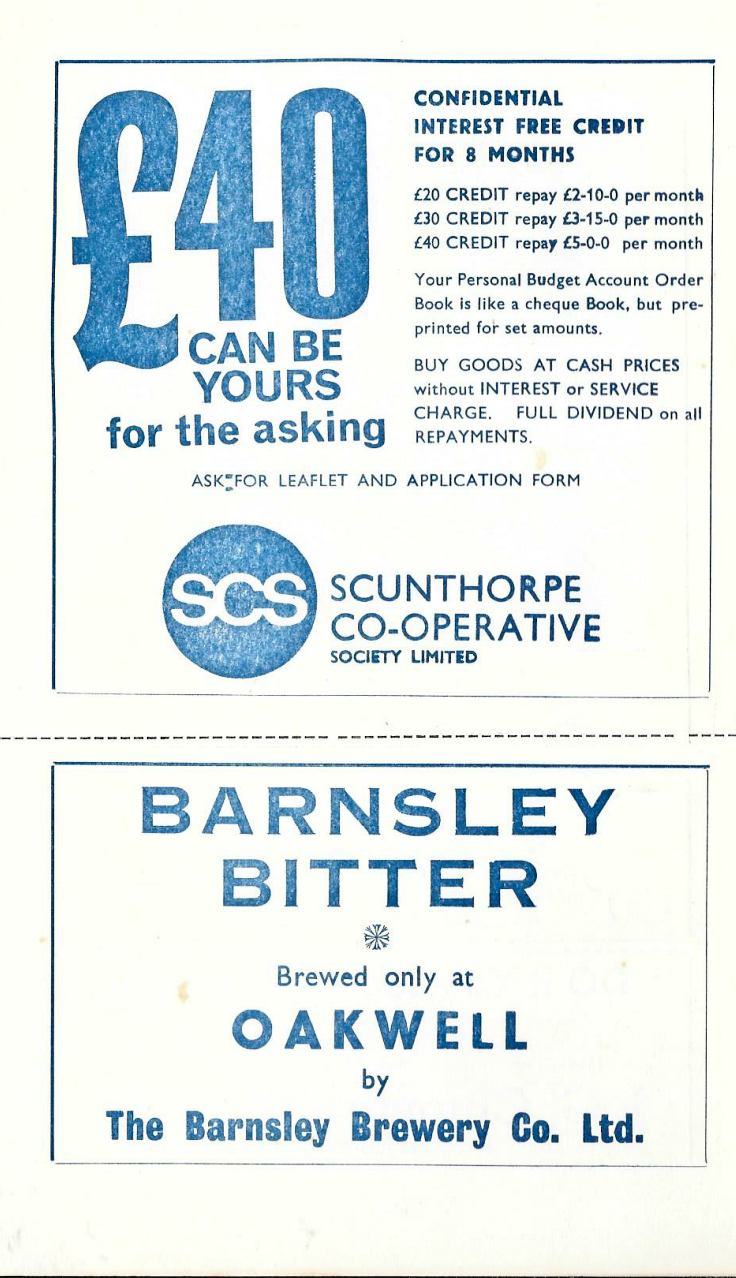 £40
CAN BE
YOURS
for the asking
CONFIDENTIAL
INTEREST FREE CREDIT
FOR 8 MONTHS
£20 CREDIT repay £2-10-0 per month
£30 CREDIT repay £3-15-0 per month
£40 CREDIT repay £5-0-0 per month
Your Personal Budget Account Order
Book is like a cheque Book, but pre-
printed for set amounts.
BUY GOODS AT CASH PRICES
without INTEREST or SERVICE
CHARGE. FULL DIVIDEND on all
REPAYMENTS.
ASK FOR LEAFLET AND APPLICATION FORM
SCS
SCUNTHORPE
CO-OPERATIVE
SOCIETY LIMITED
BARNSLEY
BITTER
Brewed only at
OAKWELL
by
The Barnsley Brewery Co. Ltd.